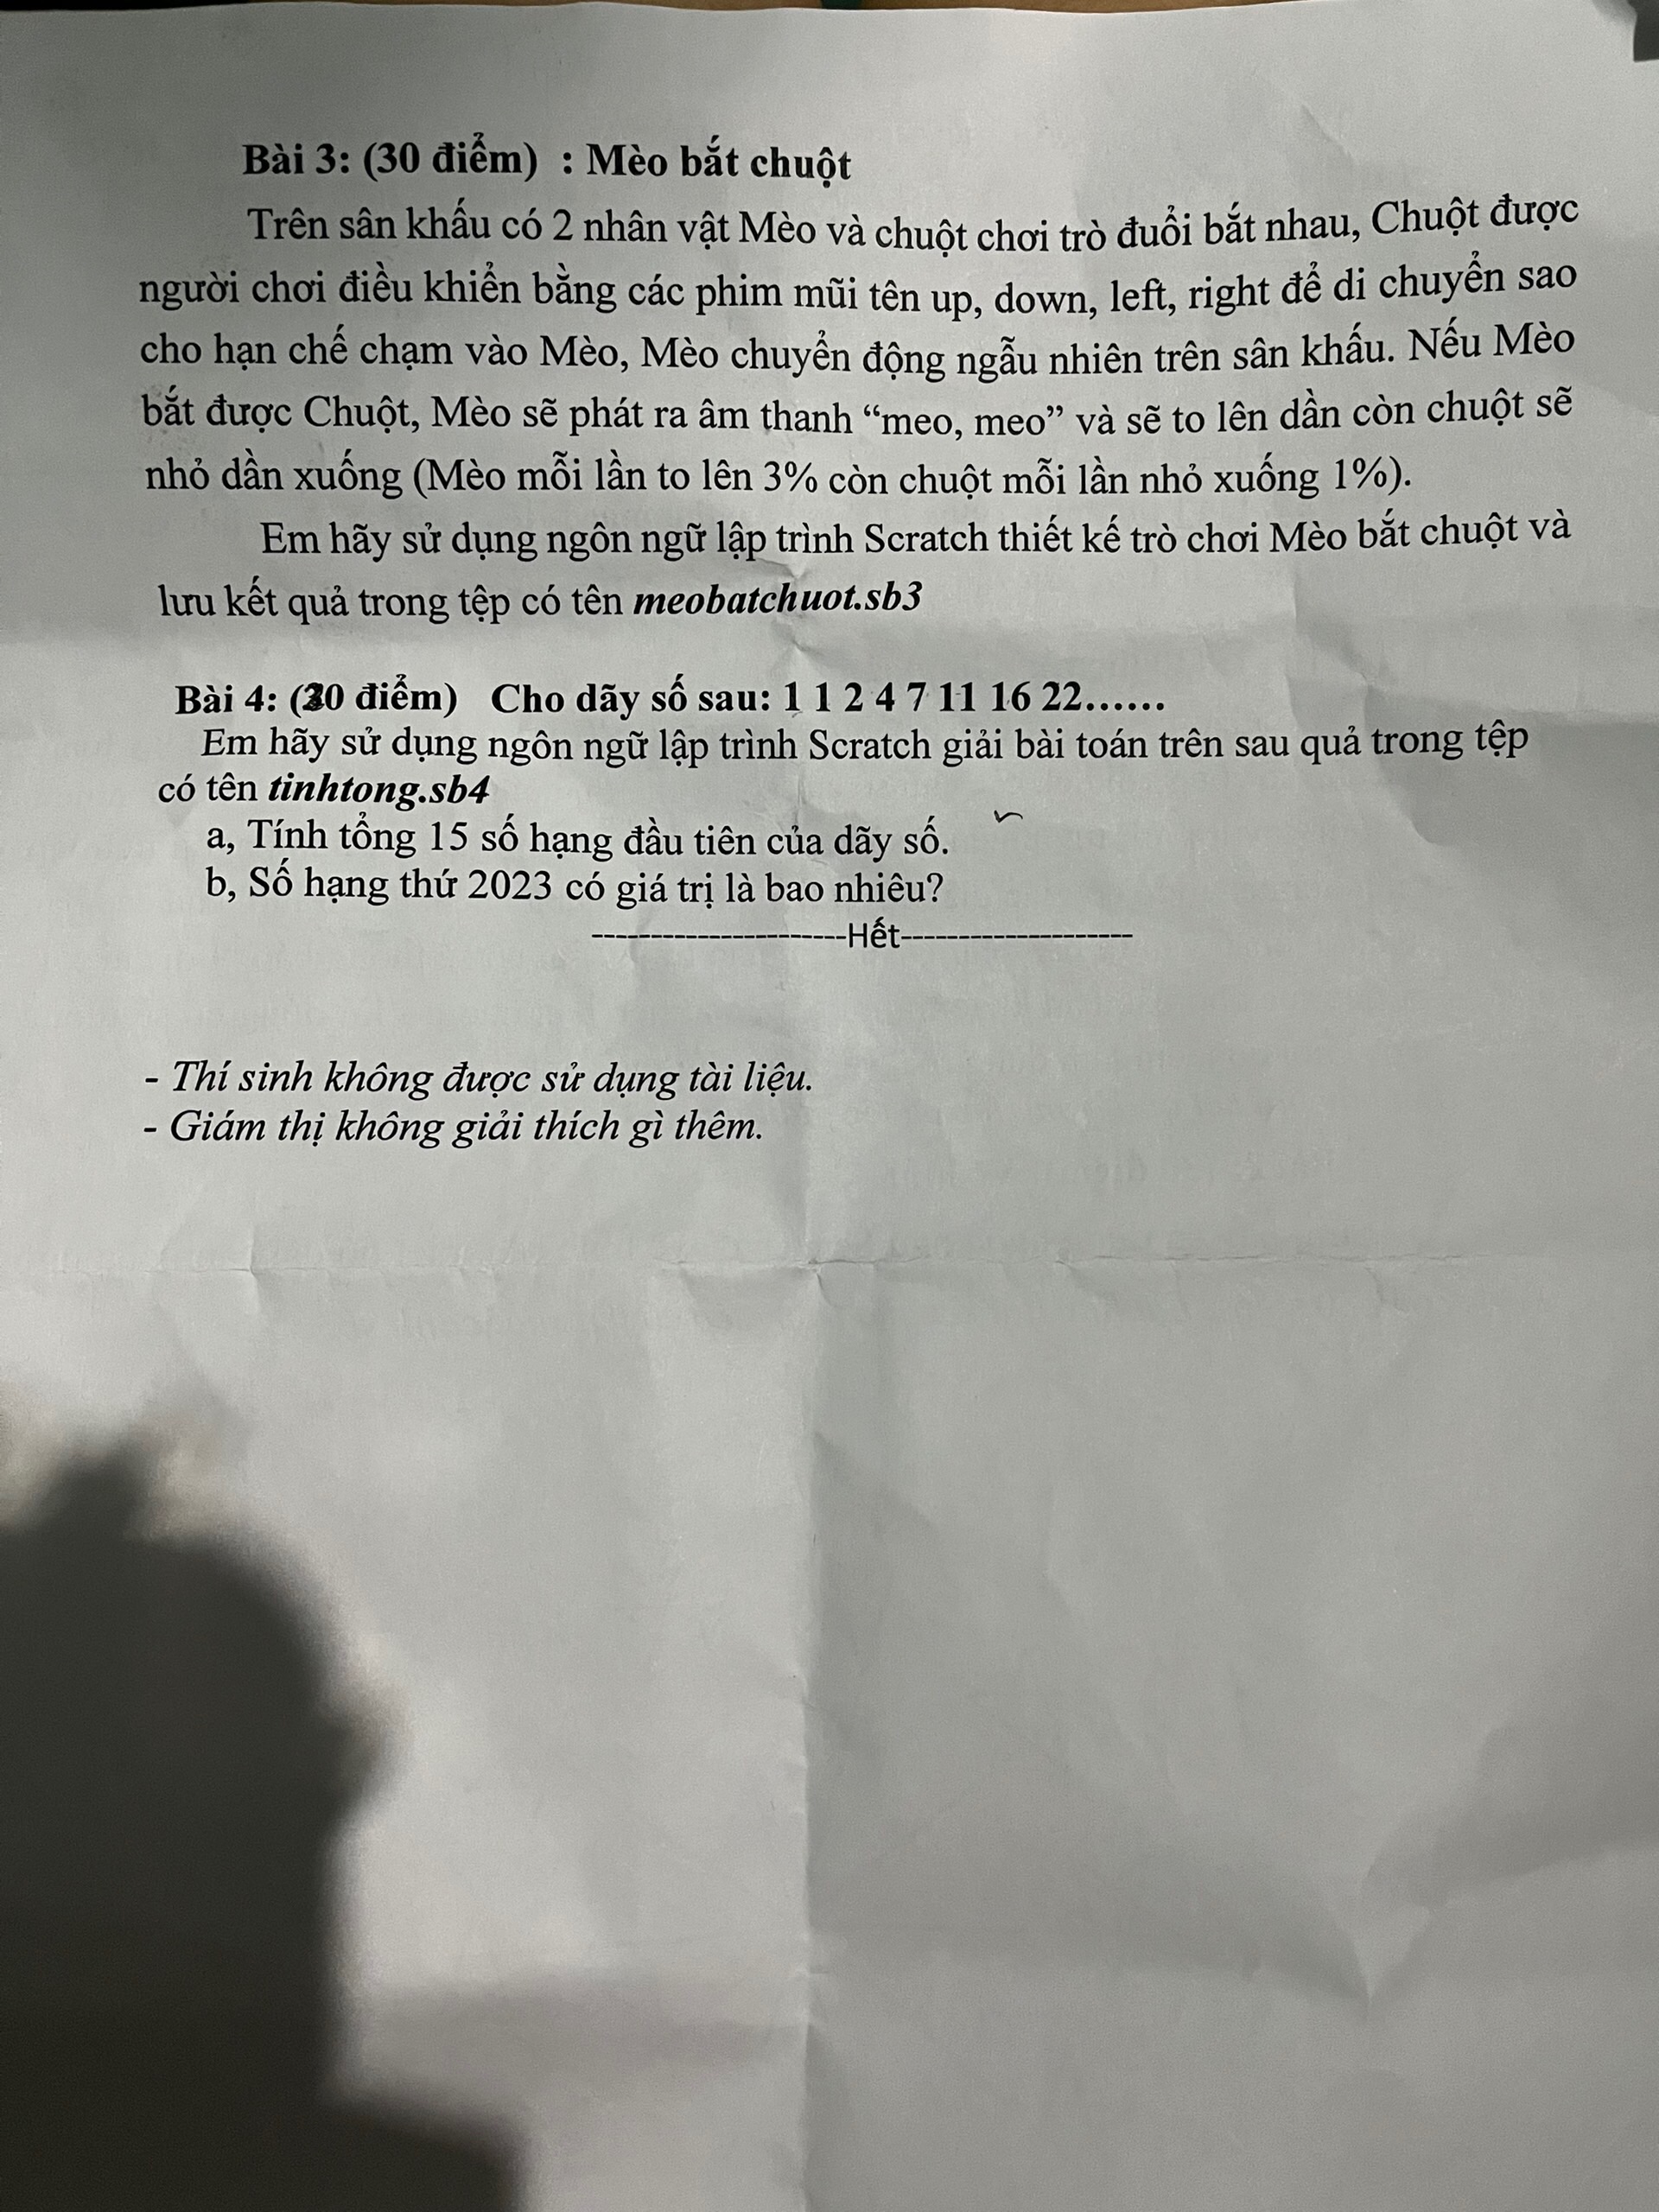 Bài 3: (30 điểm) : Mèo bắt chuột
Trên sân khấu có 2 nhân vật Mèo và chuột chơi trò đuổi bắt nhau, Chuột được
người chơi điều khiển bằng các phim mũi tên up, down, left, right để di chuyển sao
cho hạn chế chạm vào Mèo, Mèo chuyển động ngẫu nhiên trên sân khấu. Nếu Mèo
bắt được Chuột, Mèo sẽ phát ra âm thanh “meo, meo” và sẽ to lên dần còn chuột sẽ
nhỏ dần xuống (Mèo mỗi lần to lên 3% còn chuột mỗi lần nhỏ xuống 1%).
Em hãy sử dụng ngôn ngữ lập trình Scratch thiết kế trò chơi Mèo bắt chuột và
lưu kết quả trong tệp có tên meobatchuot.sb3
Bài 4: (20 điểm) Cho dãy số sau: 1 1 2 4 7 11 16 22......
Em hãy sử dụng ngôn ngữ lập trình Scratch giải bài toán trên sau quả trong tệp
có tên tinhtong.sb4
a, Tính tổng 15 số hạng đầu tiên của dãy số.
b, Số hạng thứ 2023 có giá trị là bao nhiêu?
----------------------Hết--------------------
- Thí sinh không được sử dụng tài liệu.
- Giám thị không giải thích gì thêm.